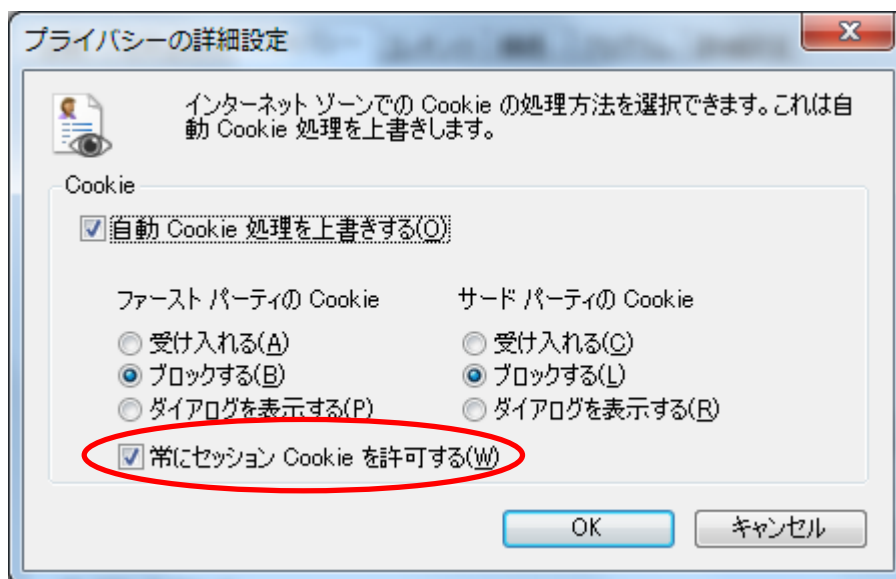 プライバシーの詳細設定
インターネット ゾーンでの Cookie の処理方法を選択できます。これは自
動 Cookie 処理を上書きします。
Cookie
自動 Cookie 処理を上書きする(O)
ファースト パーティの Cookie サード パーティの Cookie
受け入れる(A) 受け入れる(C)
ブロックする(B) ブロックする(L)
ダイアログを表示する(P) ダイアログを表示する(R)
常にセッション Cookie を許可する(W)
OK キャンセル